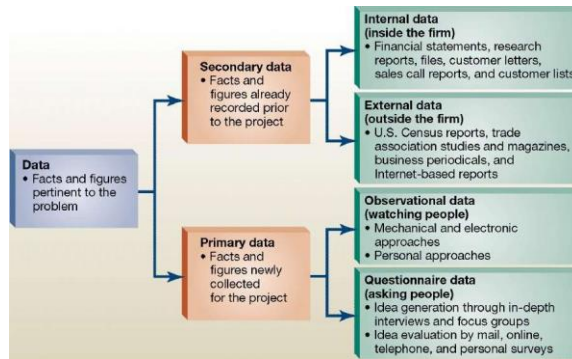 Data
• Facts and figures
pertinent to the
problem
Secondary data
• Facts and
figures already
recorded prior
to the project
Primary data
• Facts and
figures newly
collected
for the project
Internal data
(inside the firm)
• Financial statements, research
reports, files, customer letters,
sales call reports, and customer lists
External data
(outside the firm)
• U.S. Census reports, trade
association studies and magazines,
business periodicals, and
Internet-based reports
Observational data
(watching people)
• Mechanical and electronic
approaches
• Personal approaches
Questionnaire data
(asking people)
• Idea generation through in-depth
interviews and focus groups
• Idea evaluation by mail, online,
telephone, and personal surveys